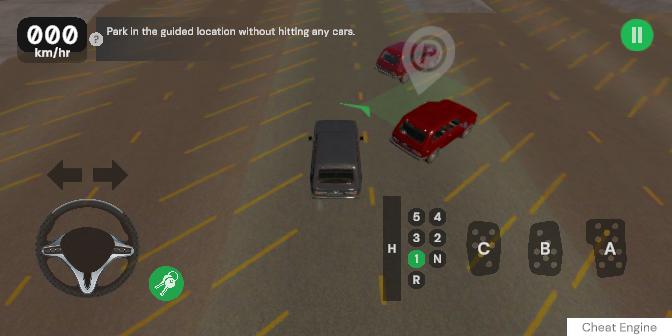 000
km/hr
? Park in the guided location without hitting any cars.
P
5 4
3 2
H 1 N
R
C B A
Cheat Engine